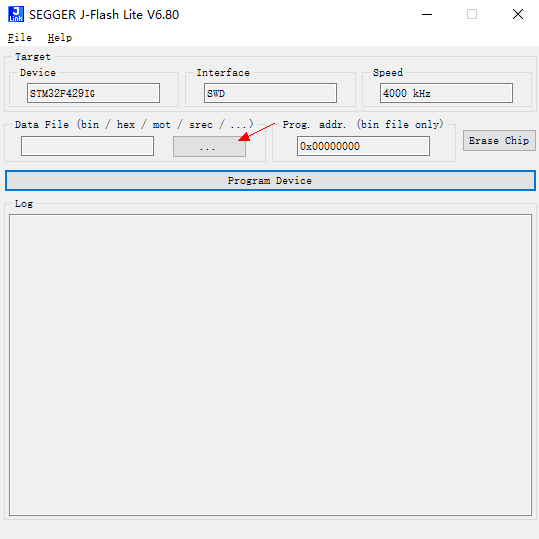 J Link SEGGER J-Flash Lite V6.80
File Help
Target
Device Interface Speed
STM32F429IG SWD 4000 kHz
Data File (bin / hex / mot / srec / ...) Prog. addr. (bin file only)
... 0x00000000 Erase Chip
Program Device
Log